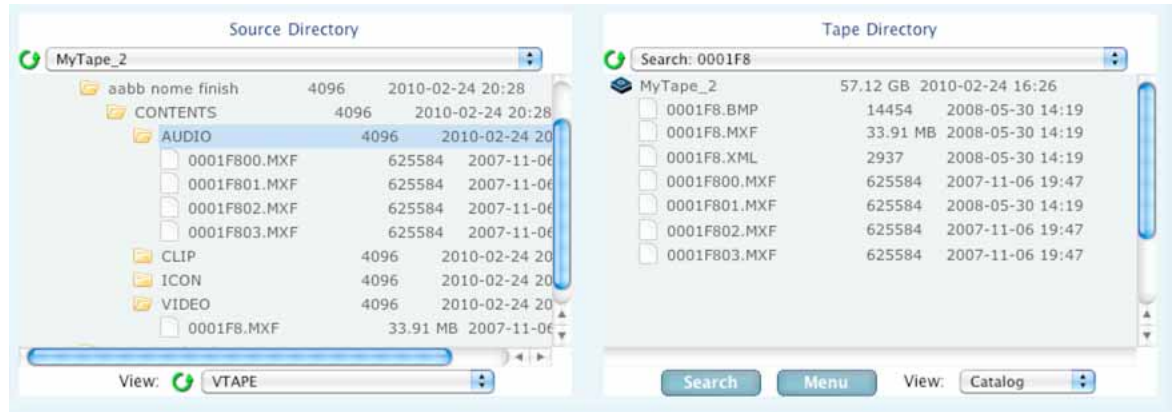 Source Directory
MyTape_2
aabb nome finish 4096 2010-02-24 20:28
CONTENTS 4096 2010-02-24 20:28
AUDIO 4096 2010-02-24 20
0001F800.MXF 625584 2007-11-06
0001F801.MXF 625584 2007-11-06
0001F802.MXF 625584 2007-11-06
0001F803.MXF 625584 2007-11-06
CLIP 4096 2010-02-24 20
ICON 4096 2010-02-24 20
VIDEO 4096 2010-02-24 20
0001F8.MXF 33.91 MB 2007-11-06
View: VTAPE
Tape Directory
Search: 0001F8
MyTape_2 57.12 GB 2010-02-24 16:26
0001F8.BMP 14454 2008-05-30 14:19
0001F8.MXF 33.91 MB 2008-05-30 14:19
0001F8.XML 2937 2008-05-30 14:19
0001F800.MXF 625584 2007-11-06 19:47
0001F801.MXF 625584 2008-05-30 14:19
0001F802.MXF 625584 2007-11-06 19:47
0001F803.MXF 625584 2007-11-06 19:47
Search Menu View: Catalog